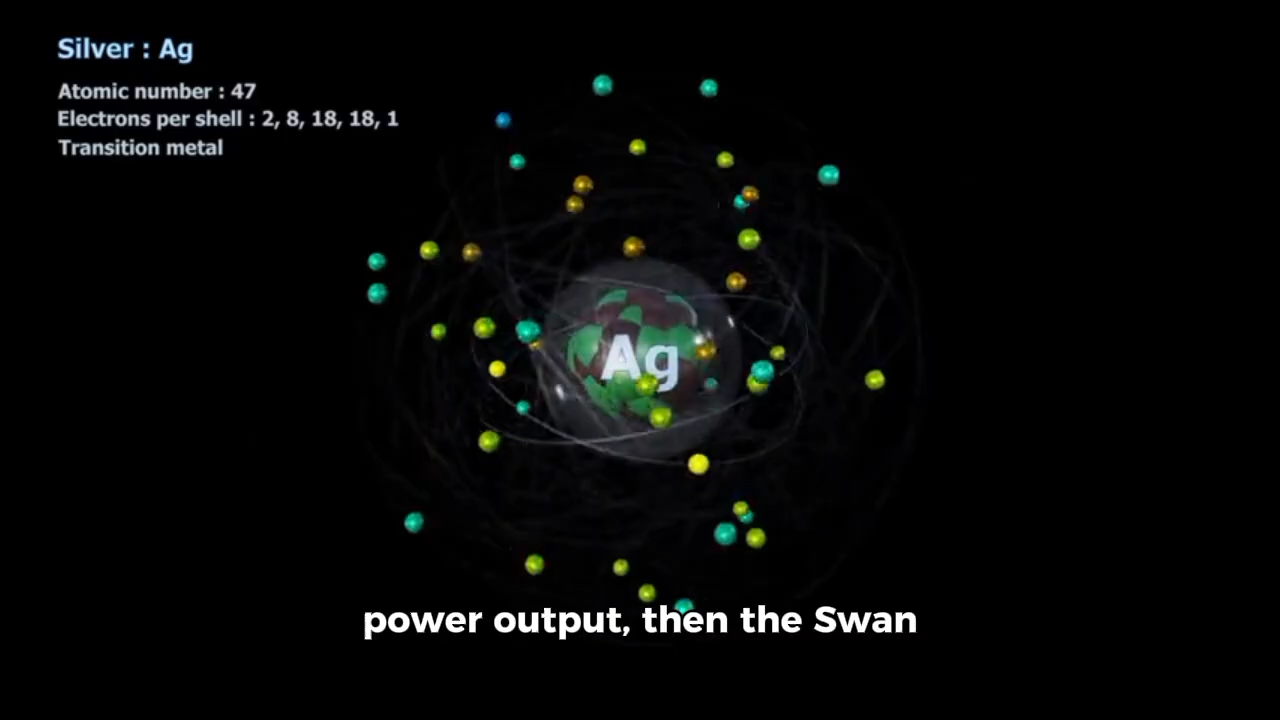 Silver : Ag
Atomic number : 47
Electrons per shell : 2, 8, 18, 18, 1
Transition metal
Ag
power output, then the Swan